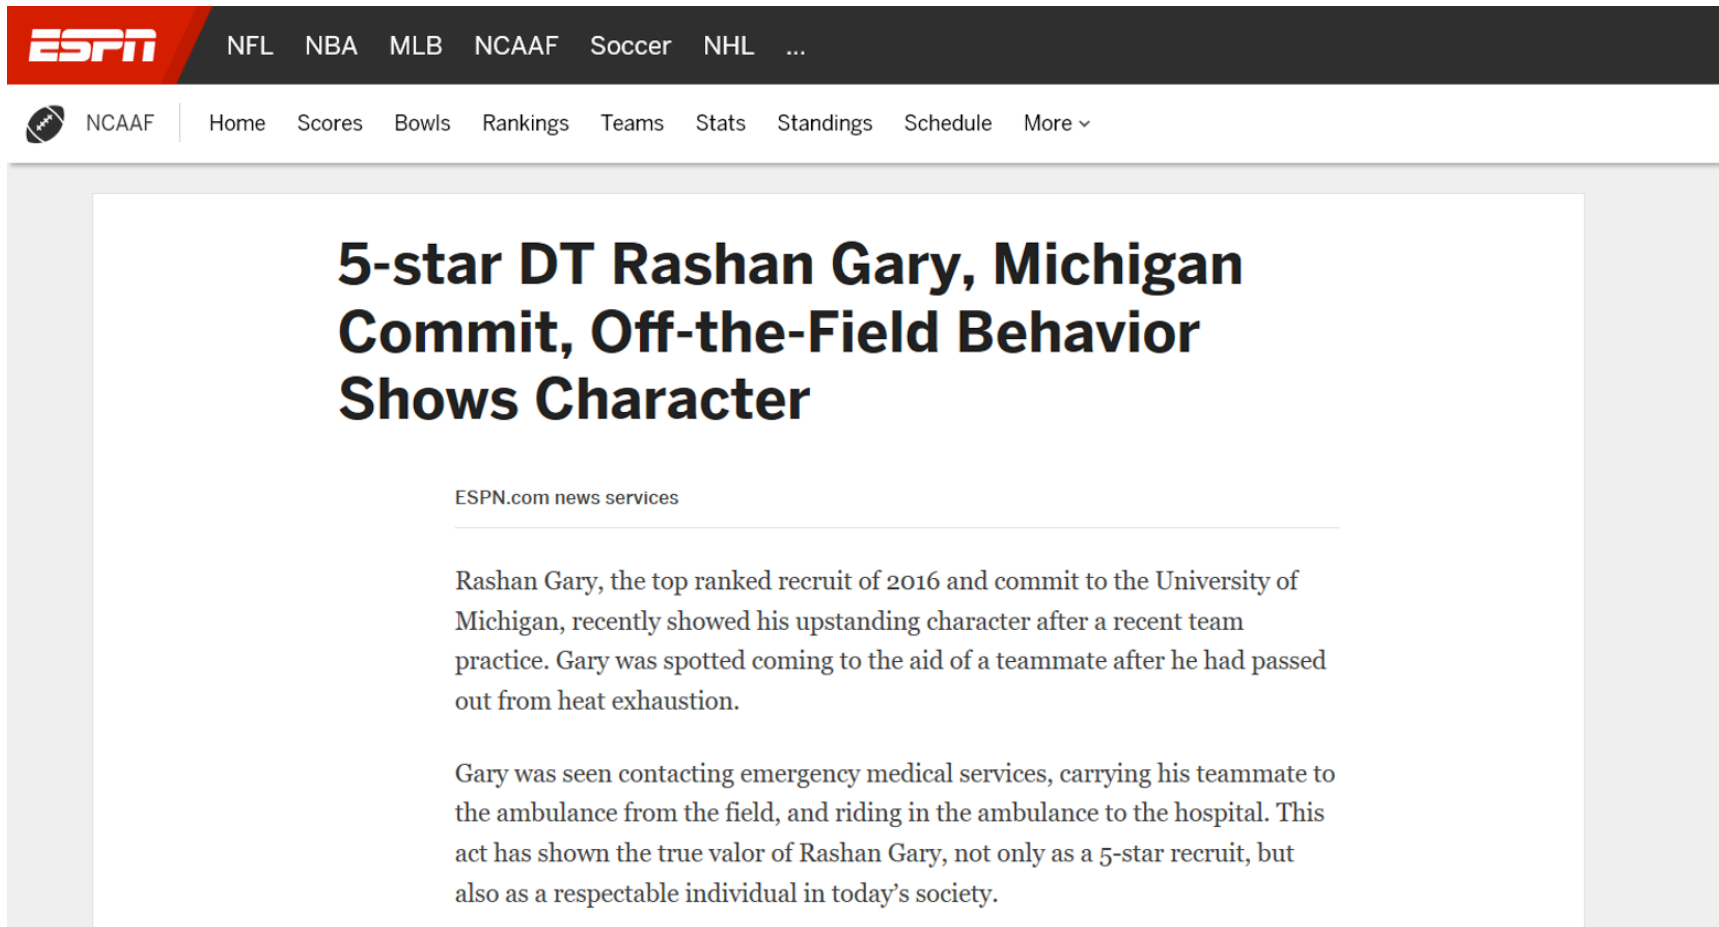 ESPN NFL NBA MLB NCAAF Soccer NHL ...
NCAAF Home Scores Bowls Rankings Teams Stats Standings Schedule More
5-star DT Rashan Gary, Michigan
Commit, Off-the-Field Behavior
Shows Character
ESPN.com news services
Rashan Gary, the top ranked recruit of 2016 and commit to the University of
Michigan, recently showed his upstanding character after a recent team
practice. Gary was spotted coming to the aid of a teammate after he had passed
out from heat exhaustion.
Gary was seen contacting emergency medical services, carrying his teammate to
the ambulance from the field, and riding in the ambulance to the hospital. This
act has shown the true valor of Rashan Gary, not only as a 5-star recruit, but
also as a respectable individual in today’s society.